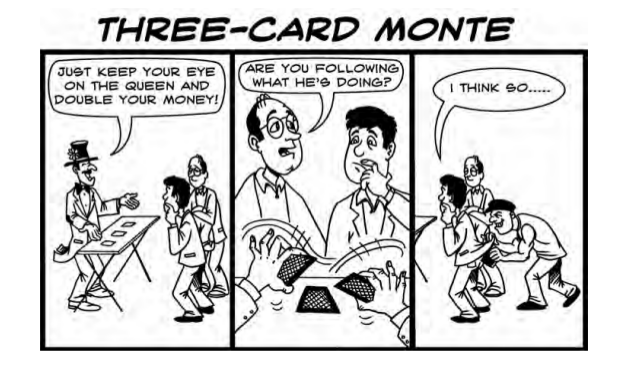 THREE-CARD MONTE
JUST KEEP YOUR EYE
ON THE QUEEN AND
DOUBLE YOUR MONEY!
ARE YOU FOLLOWING
WHAT HE'S DOING?
I THINK SO.....